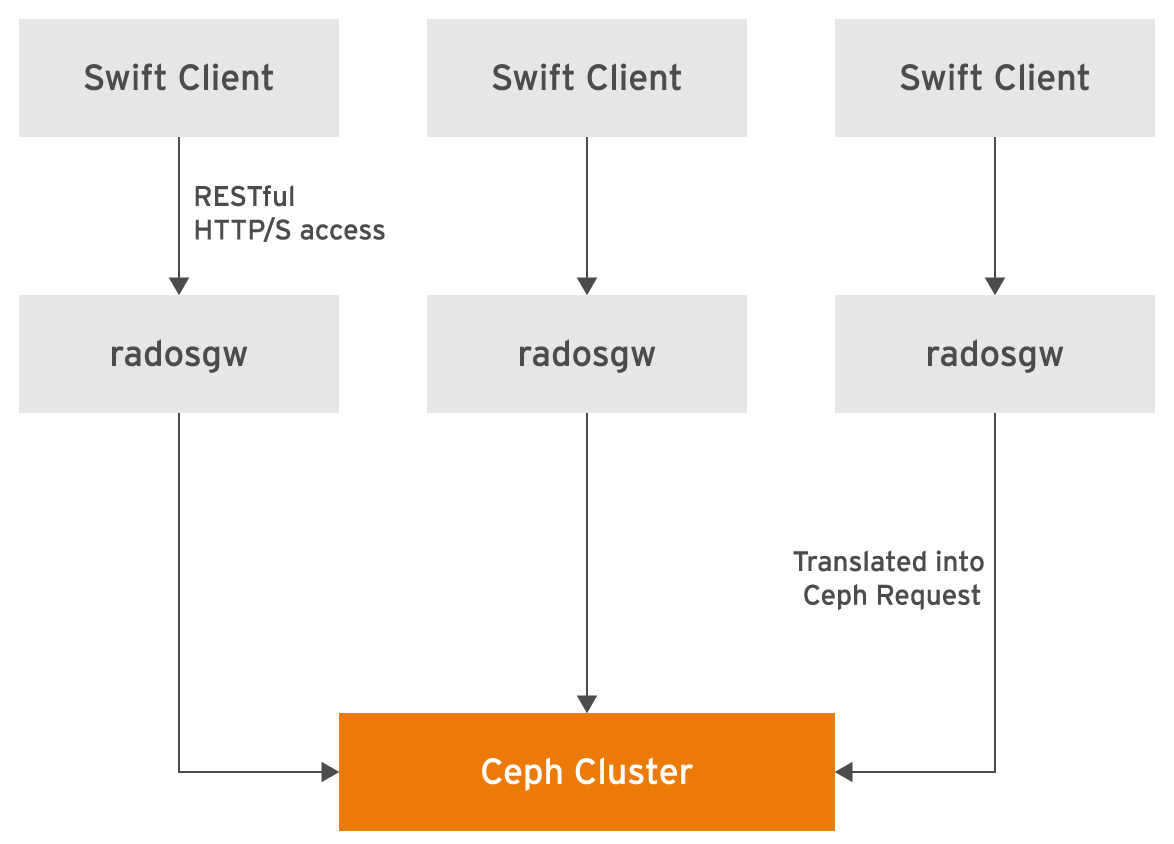 Swift Client
Swift Client
Swift Client
RESTful
HTTP/S access
radosgw
radosgw
radosgw
Translated into
Ceph Request
Ceph Cluster